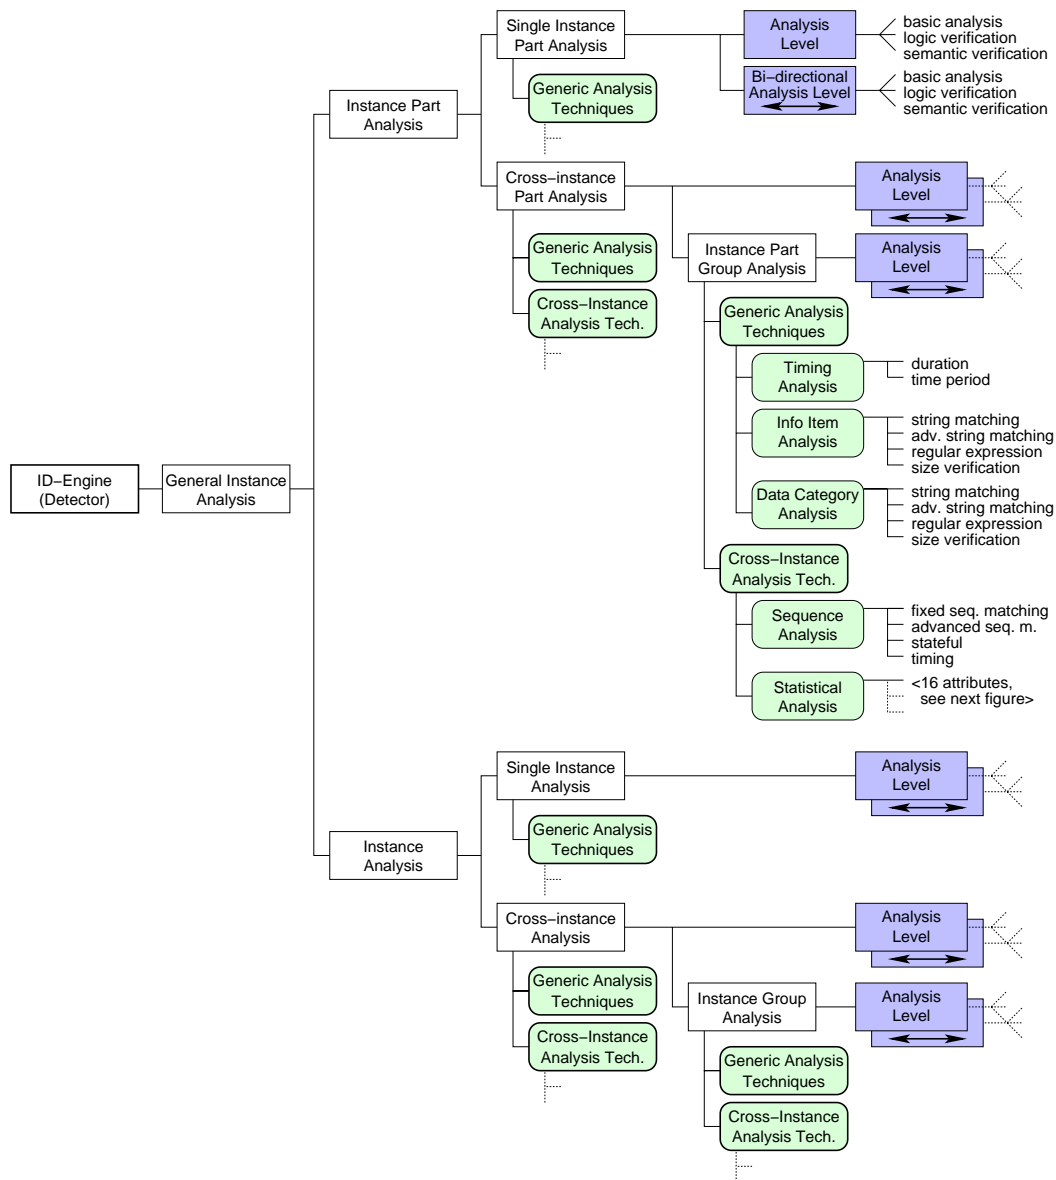 Single Instance
Part Analysis
Analysis
Level
basic analysis
logic verification
semantic verification
Generic Analysis
Techniques
Bi−directional
Analysis Level
basic analysis
logic verification
semantic verification
Instance Part
Analysis
Cross−instance
Part Analysis
Analysis
Level
Generic Analysis
Techniques
Instance Part
Group Analysis
Analysis
Level
Cross−Instance
Analysis Tech.
Generic Analysis
Techniques
Timing
Analysis
duration
time period
Info Item
Analysis
string matching
adv. string matching
regular expression
size verification
ID−Engine
(Detector)
General Instance
Analysis
Data Category
Analysis
string matching
adv. string matching
regular expression
size verification
Cross−Instance
Analysis Tech.
Sequence
Analysis
fixed seq. matching
advanced seq. m.
stateful
timing
Statistical
Analysis
<16 attributes,
see next figure>
Single Instance
Analysis
Analysis
Level
Generic Analysis
Techniques
Instance
Analysis
Cross−instance
Analysis
Analysis
Level
Generic Analysis
Techniques
Instance Group
Analysis
Analysis
Level
Cross−Instance
Analysis Tech.
Generic Analysis
Techniques
Cross−Instance
Analysis Tech.